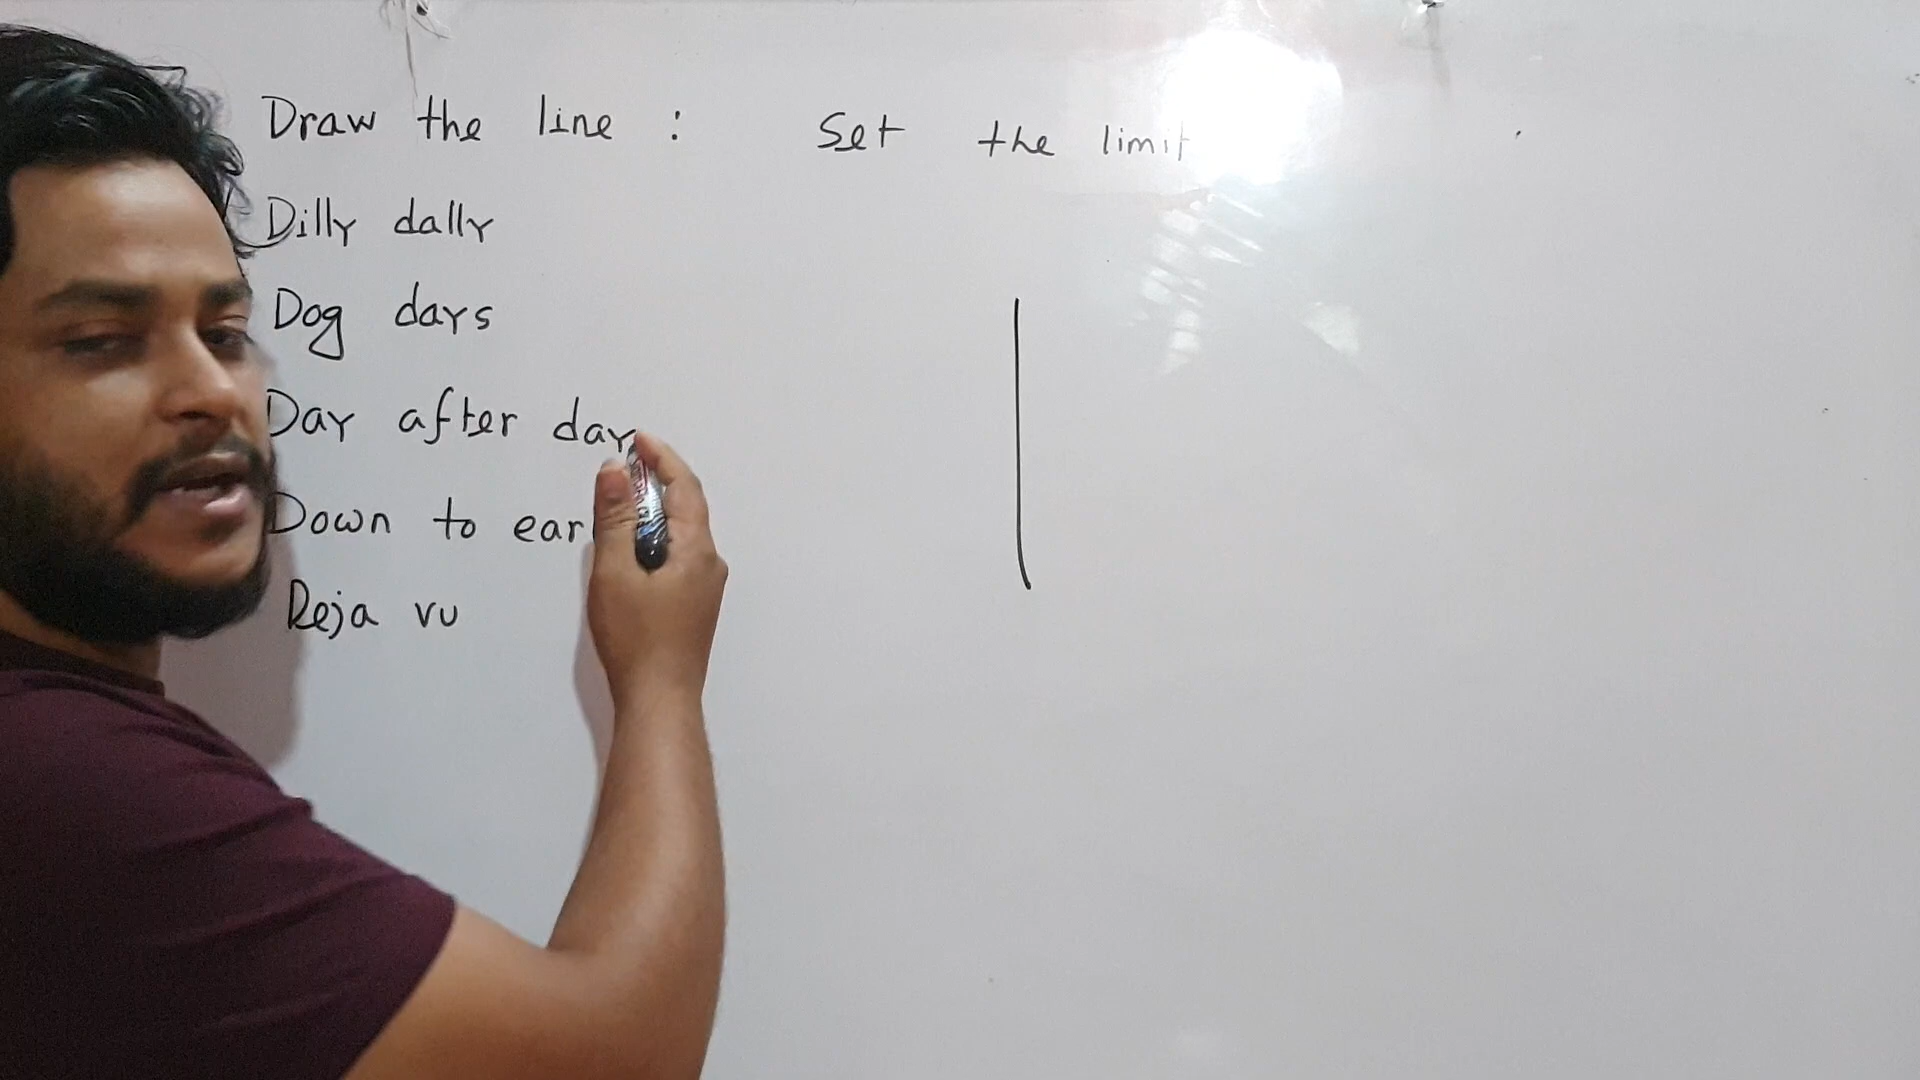 Draw the line : Set the limit
Dilly dally
Dog days
Day after day
Down to ear
Deja vu